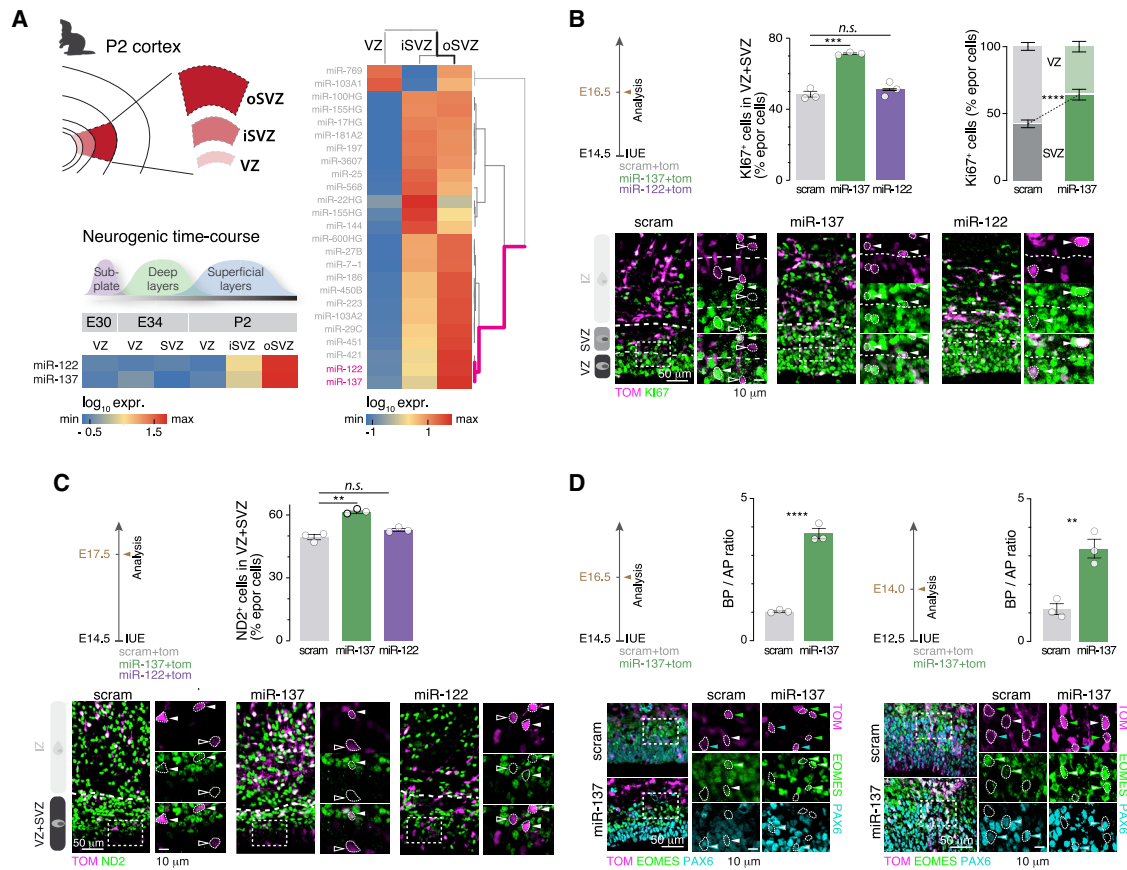 A
P2 cortex
oSVZ
iSVZ
VZ
Neurogenic time-course
Sub-
plate
Deep
layers
Superficial
layers
E30 E34 P2
VZ VZ SVZ VZ iSVZ oSVZ
miR-122
miR-137
log10 expr.
min max
- 0.5 1.5
VZ iSVZ oSVZ
miR-769
miR-103A1
miR-100HG
miR-155HG
miR-17HG
miR-181A2
miR-197
miR-3607
miR-25
miR-568
miR-22HG
miR-155HG
miR-144
miR-600HG
miR-27B
miR-7-1
miR-186
miR-450B
miR-223
miR-103A2
miR-29C
miR-451
miR-421
miR-122
miR-137
log10 expr.
min max
-1 1
B
E16.5
Analysis
E14.5 IUE
scram+tom
miR-137+tom
miR-122+tom
KI67+ cells in VZ+SVZ
(% epor cells)
80
40
0
n.s.
***
scram miR-137 miR-122
Ki67+ cells (% epor cells)
100
50
0
VZ
****
SVZ
scram miR-137
scram miR-137 miR-122
IZ
SVZ
VZ
50 μm
TOM KI67
10 μm
C
E17.5
Analysis
E14.5 IUE
scram+tom
miR-137+tom
miR-122+tom
ND2+ cells in VZ+SVZ
(% epor cells)
60
50
0
n.s.
**
scram miR-137 miR-122
scram miR-137 miR-122
IZ
VZ+SVZ
50 μm
TOM ND2
10 μm
D
E16.5
Analysis
E14.5 IUE
scram+tom
miR-137+tom
BP / AP ratio
5
0
****
scram miR-137
E14.0
Analysis
E12.5 IUE
scram+tom
miR-137+tom
BP / AP ratio
5
0
**
scram miR-137
scram miR-137
scram
miR-137
TOM
EOMES
PAX6
50 μm
TOM EOMES PAX6
10 μm
scram miR-137
scram
miR-137
TOM
EOMES
PAX6
50 μm
TOM EOMES PAX6
10 μm